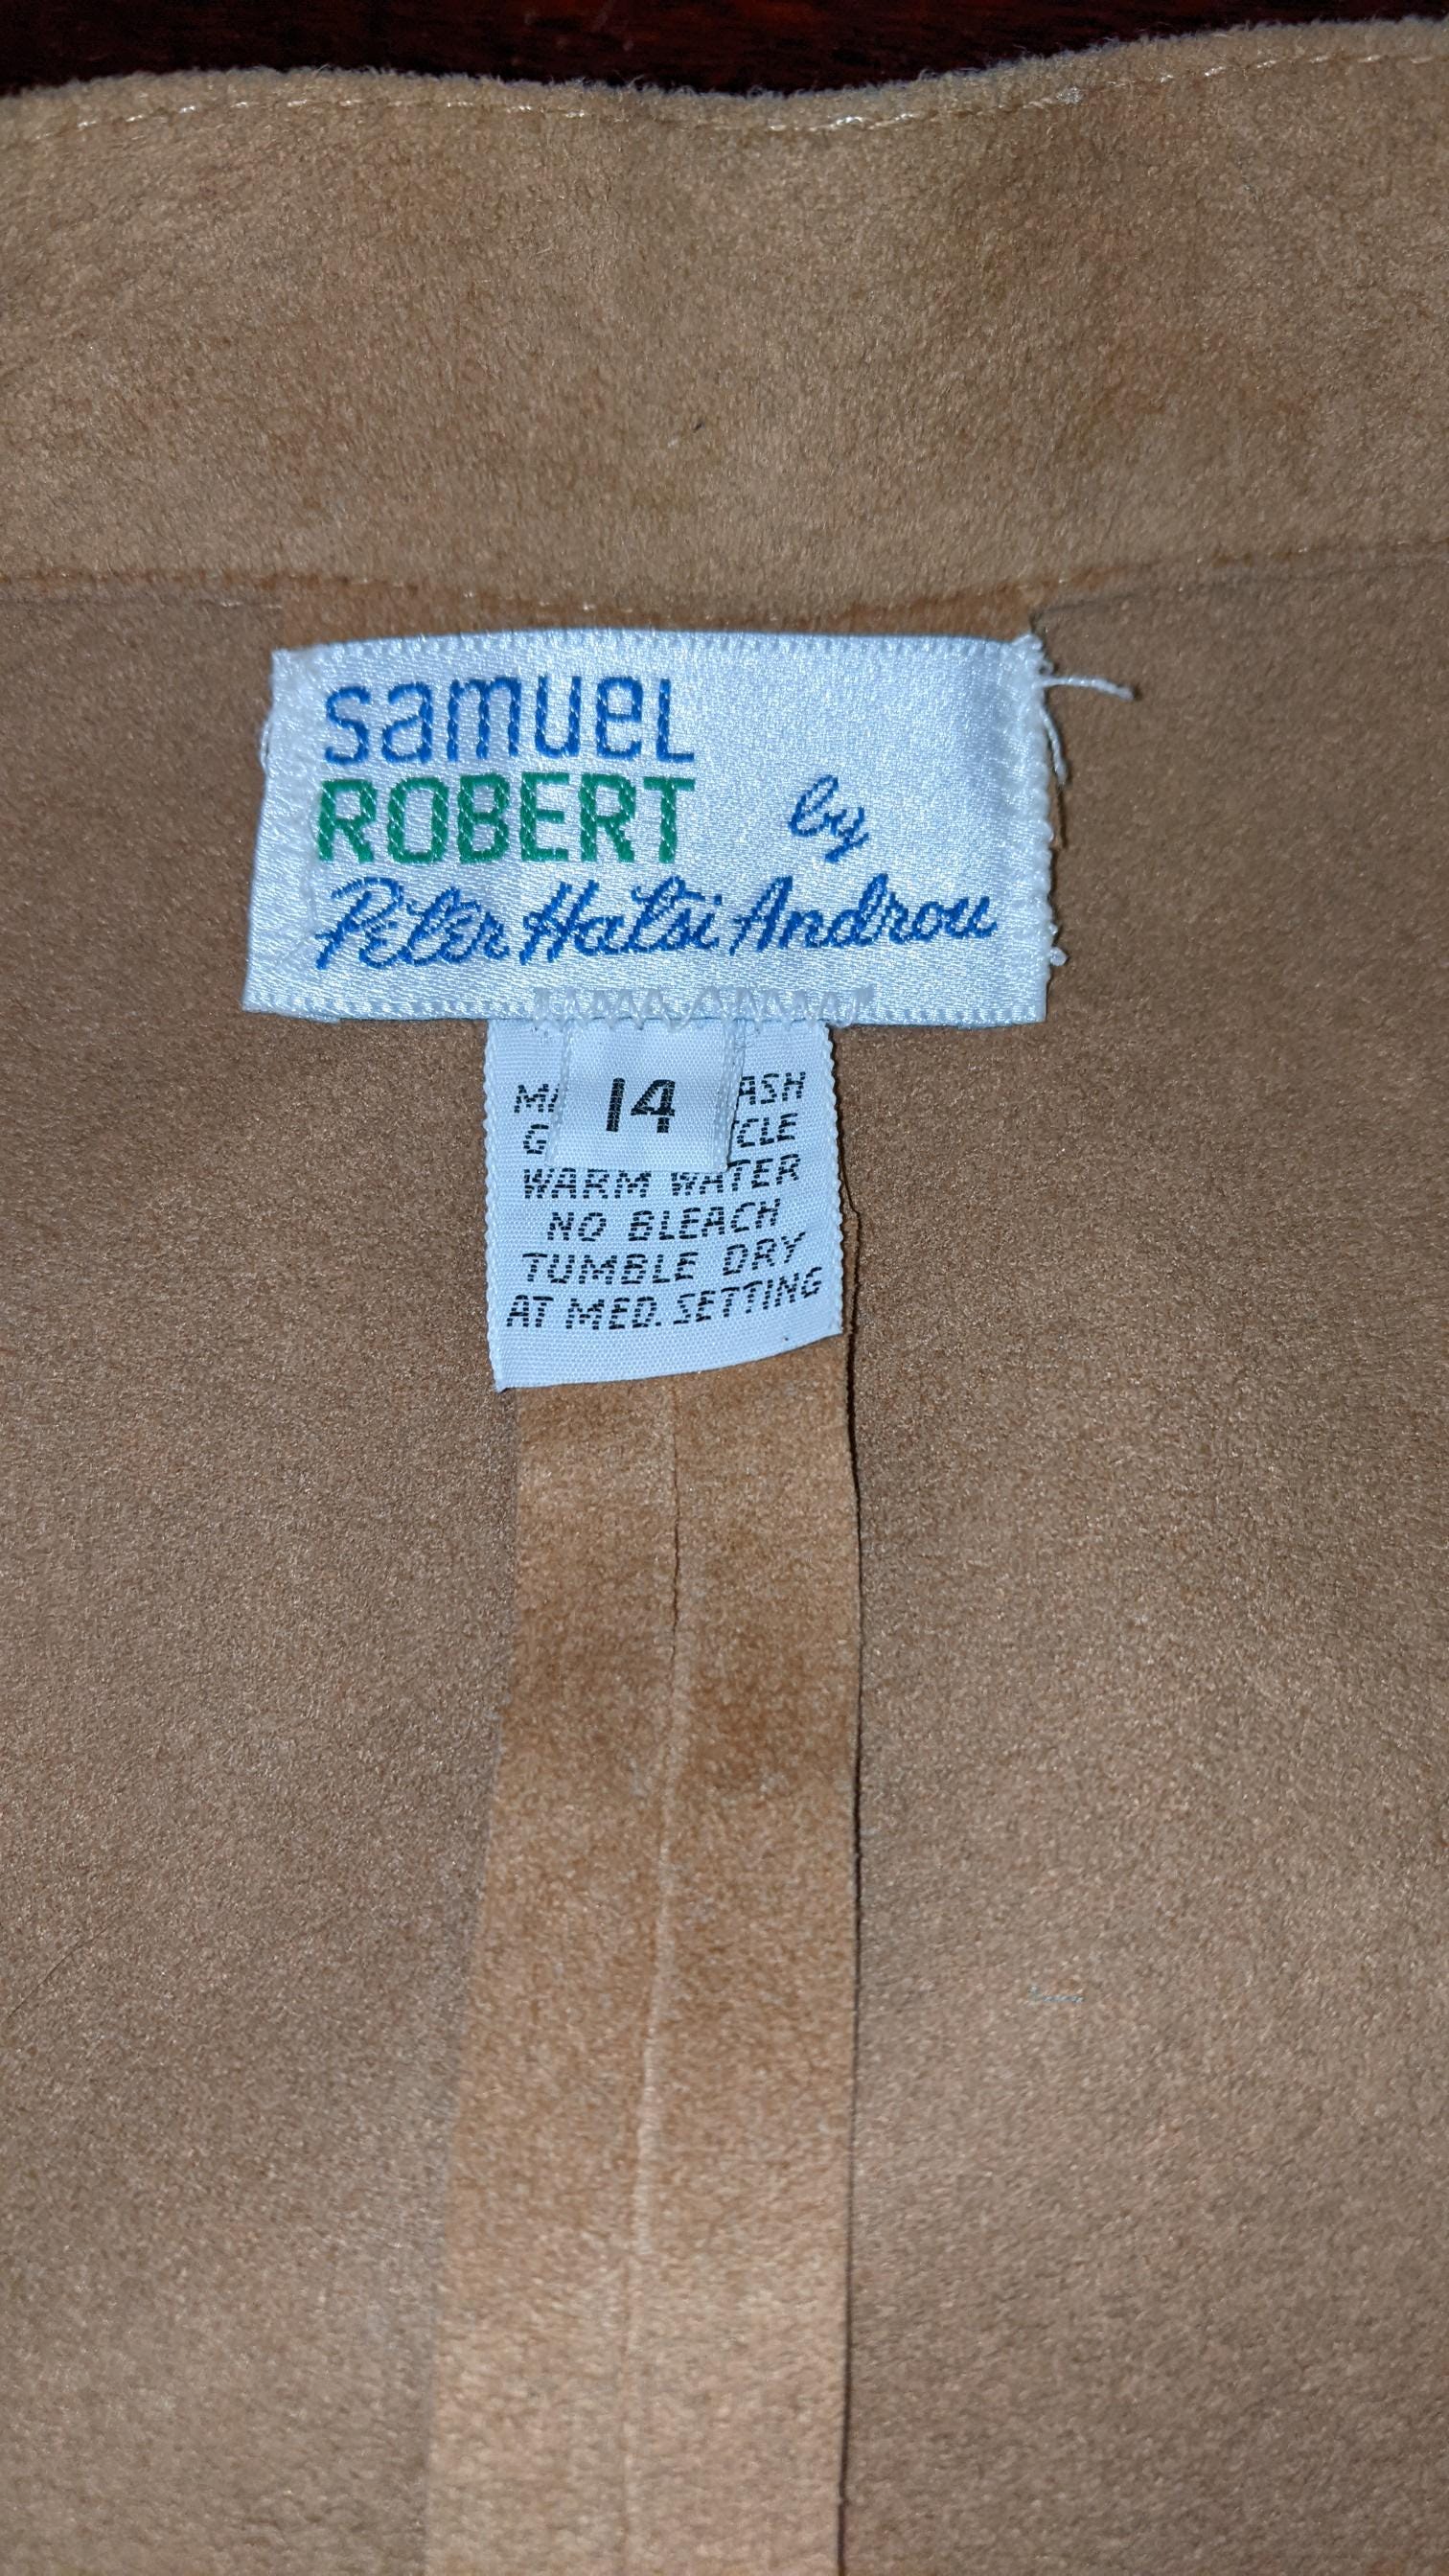 samuel
ROBERT by
Peter Hatsi Androu
14
WARM WATER
NO BLEACH
TUMBLE DRY
AT MED. SETTING